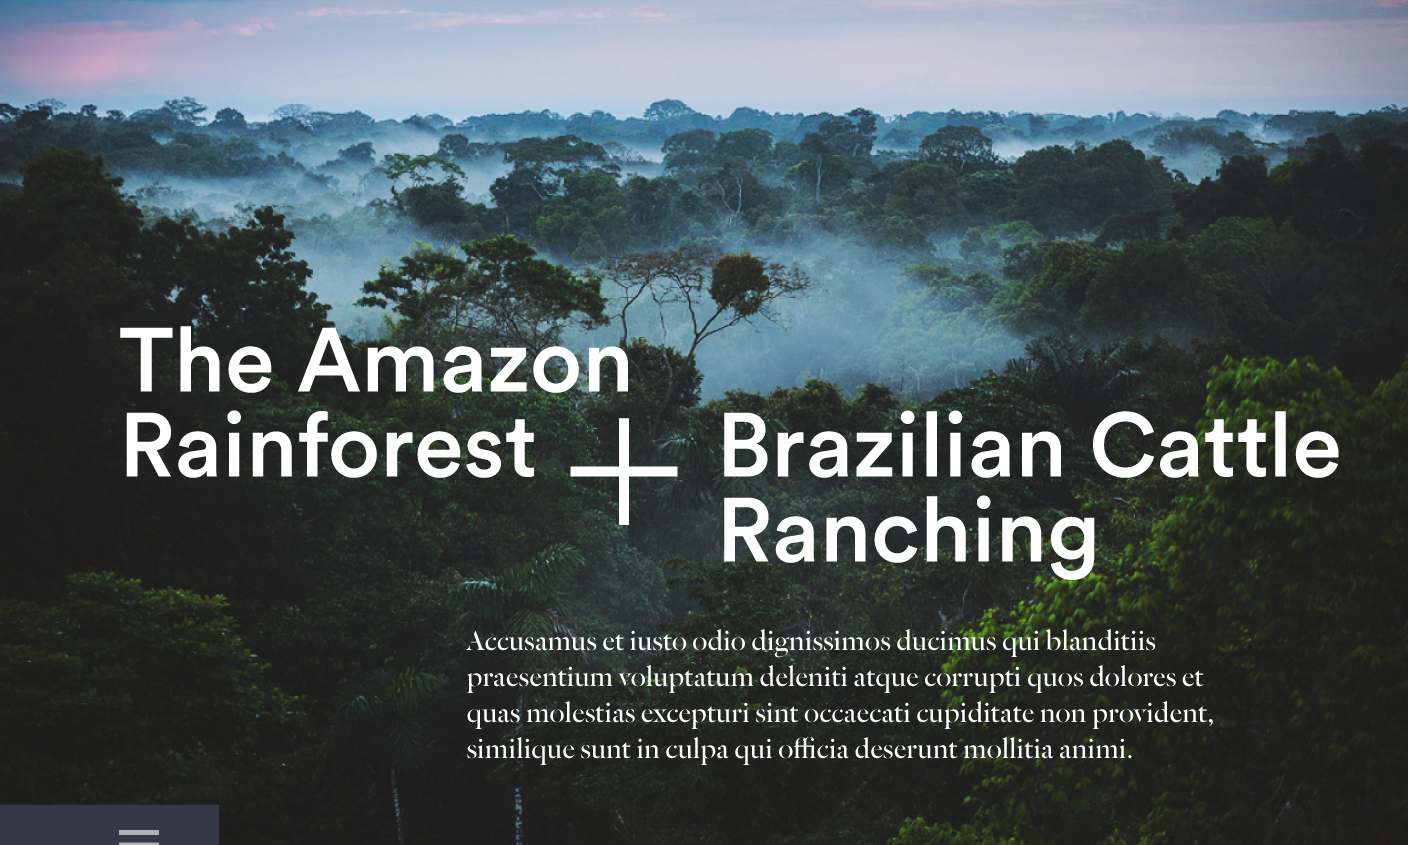 The Amazon
Rainforest + Brazilian Cattle
Ranching
Accusamus et iusto odio dignissimos ducimus qui blanditiis
praesentium voluptatum deleniti atque corrupti quos dolores et
quas molestias excepturi sint occaecati cupiditate non provident,
similique sunt in culpa qui officia deserunt mollitia animi.